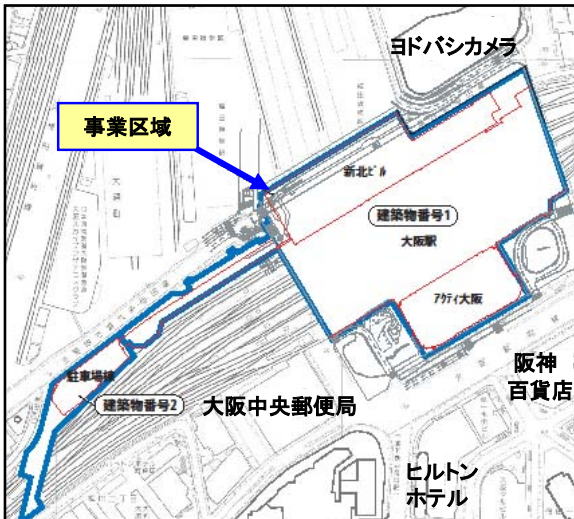 ヨドバシカメラ
事業区域
新北ビル
建築物番号1
大阪駅
アクティ大阪
駐車場棟
建築物番号2
大阪中央郵便局
阪神
百貨店
ヒルトン
ホテル